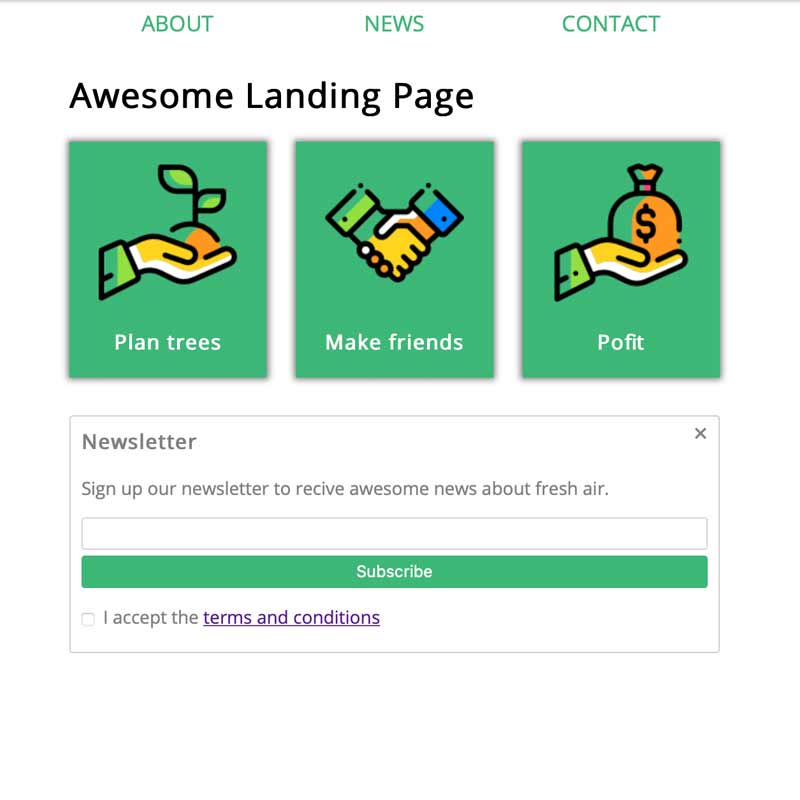 ABOUT NEWS CONTACT
Awesome Landing Page
Plan trees Make friends Pofit
Newsletter ×
Sign up our newsletter to recive awesome news about fresh air.
Subscribe
I accept the terms and conditions